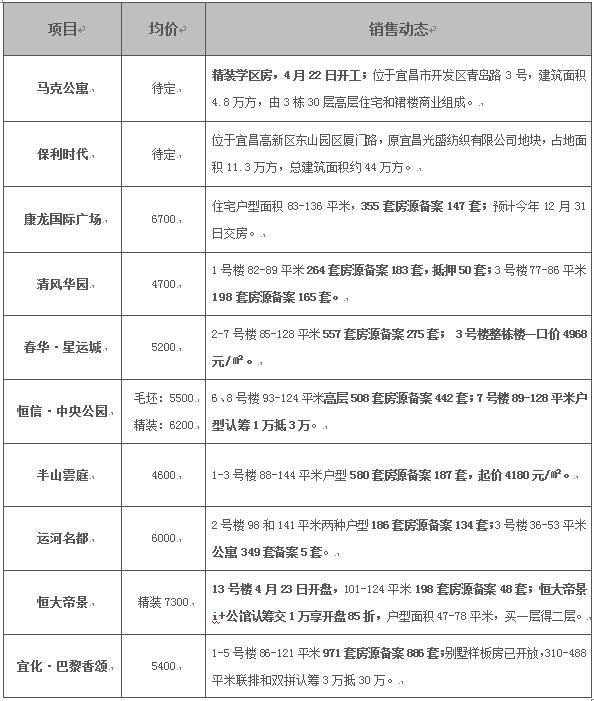 项目 均价 销售动态
马克公寓 待定 精装学区房，4月22日开工；位于宜昌市开发区青岛路3号，建筑面积
4.8万方，由3栋30层高层住宅和裙楼商业组成。
保利时代 待定 位于宜昌高新区东山园区厦门路，原宜昌光盛纺织有限公司地块，占地面
积11.3万方，总建筑面积约44万方。
康龙国际广场 6700 住宅户型面积83-136平米，355套房源备案147套；预计今年12月31
日交房。
清风华园 4700 1号楼82-89平米264套房源备案183套，抵押50套；3号楼77-86平米
198套房源备案165套。
春华·星运城 5200 2-7号楼85-128平米557套房源备案275套； 3号楼整栋楼一口价4968
元/㎡。
恒信·中央公园 毛坯：5500 6、8号楼93-124平米高层508套房源备案442套；7号楼89-128平米户
精装：6200 型认筹1万抵3万。
半山雲庭 4600 1-3号楼88-144平米户型580套房源备案187套，起价4180元/㎡。
运河名都 6000 2号楼98和141平米两种户型186套房源备案134套；3号楼36-53平米
公寓349套备案5套。
恒大帝景 精装7300 13号楼4月23日开盘，101-124平米198套房源备案48套；恒大帝景
i+公馆认筹交1万享开盘85折，户型面积47-78平米，买一层得二层。
宜化·巴黎香颂 5400 1-5号楼86-121平米971套房源备案886套；别墅样板房已开放，310-488
平米联排和双拼认筹3万抵30万。